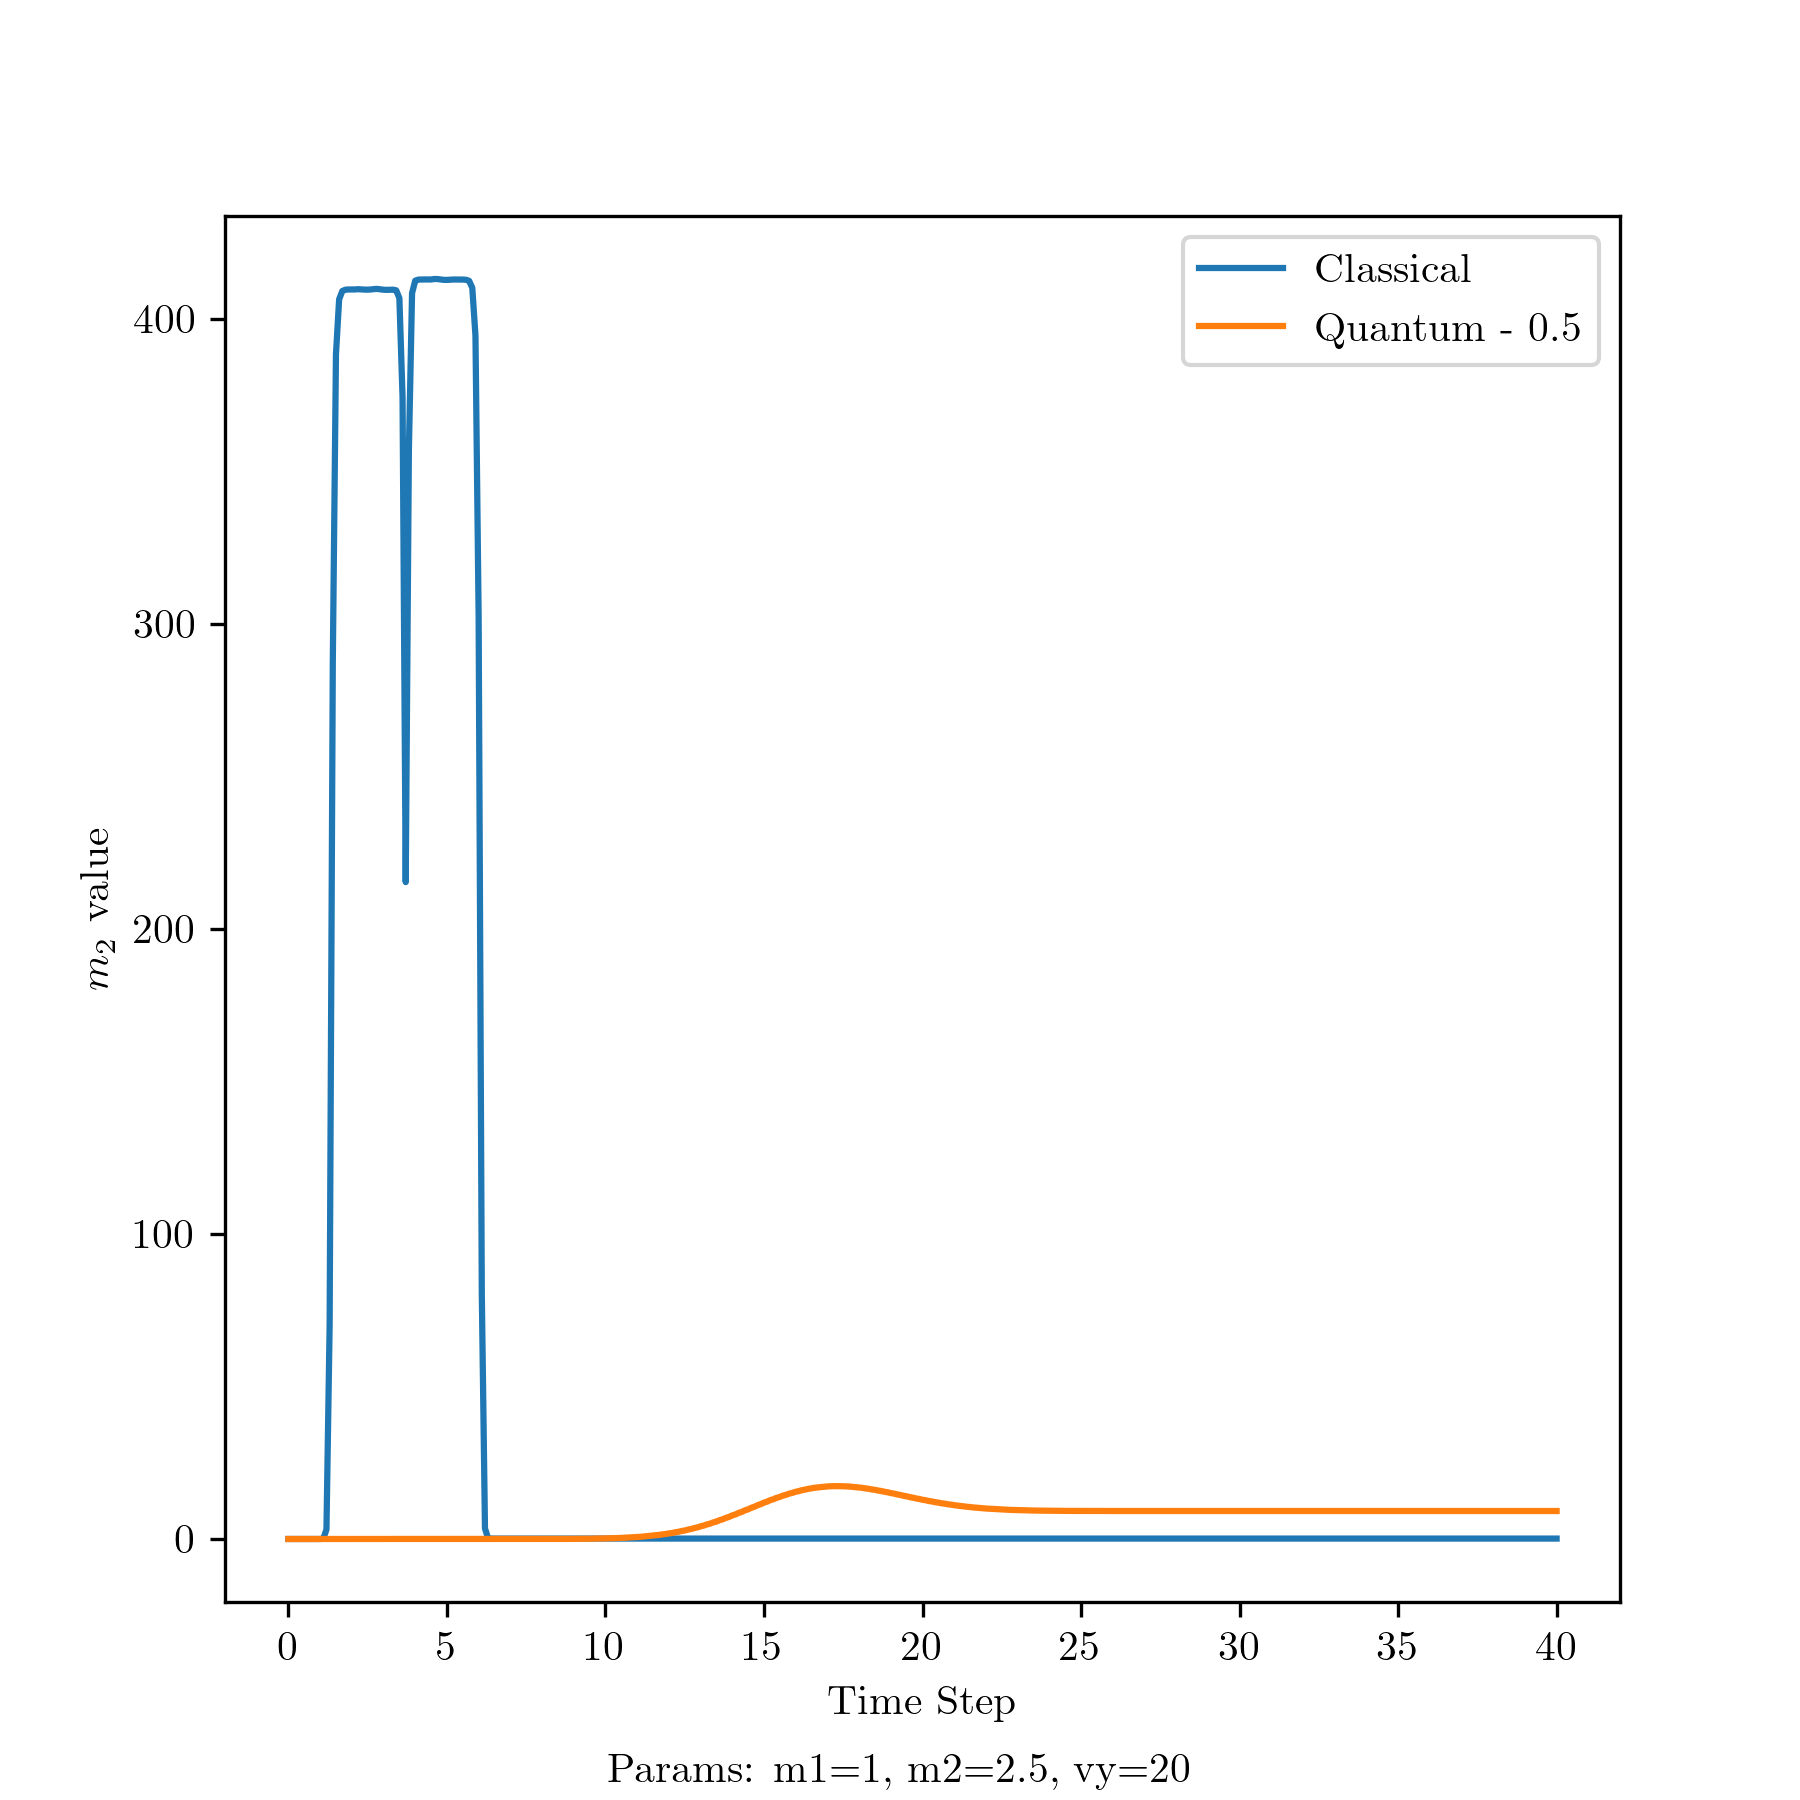 Classical
Quantum - 0.5
400
300
200
100
0
m₂ value
0 5 10 15 20 25 30 35 40
Time Step
Params: m1=1, m2=2.5, vy=20